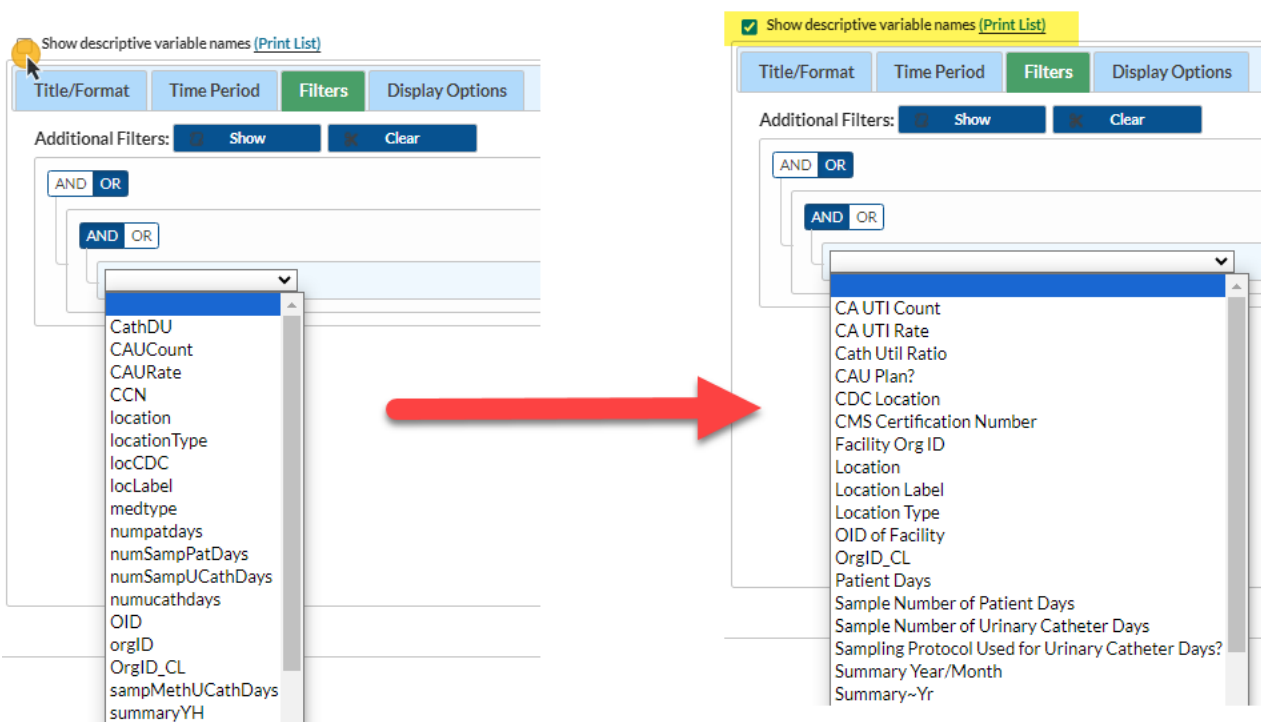 Show descriptive variable names (Print List)
Title/Format Time Period Filters Display Options
Additional Filters: Show Clear
AND OR
AND OR
CathDU
CAUCount
CAURate
CCN
location
locationType
locCDC
locLabel
medtype
numpatdays
numSampPatDays
numSampUCathDays
numucathdays
OID
orgID
OrgID_CL
sampMethUCathDays
summaryYH
Show descriptive variable names (Print List)
Title/Format Time Period Filters Display Options
Additional Filters: Show Clear
AND OR
AND OR
CA UTI Count
CA UTI Rate
Cath Util Ratio
CAU Plan?
CDC Location
CMS Certification Number
Facility Org ID
Location
Location Label
Location Type
OID of Facility
OrgID_CL
Patient Days
Sample Number of Patient Days
Sample Number of Urinary Catheter Days
Sampling Protocol Used for Urinary Catheter Days?
Summary Year/Month
Summary~Yr